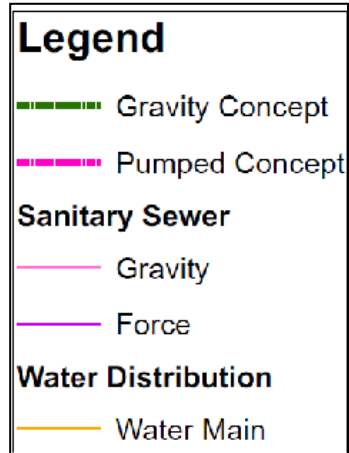 Legend
Gravity Concept
Pumped Concept
Sanitary Sewer
Gravity
Force
Water Distribution
Water Main